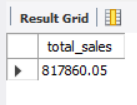 Result Grid
total_sales
817860.05